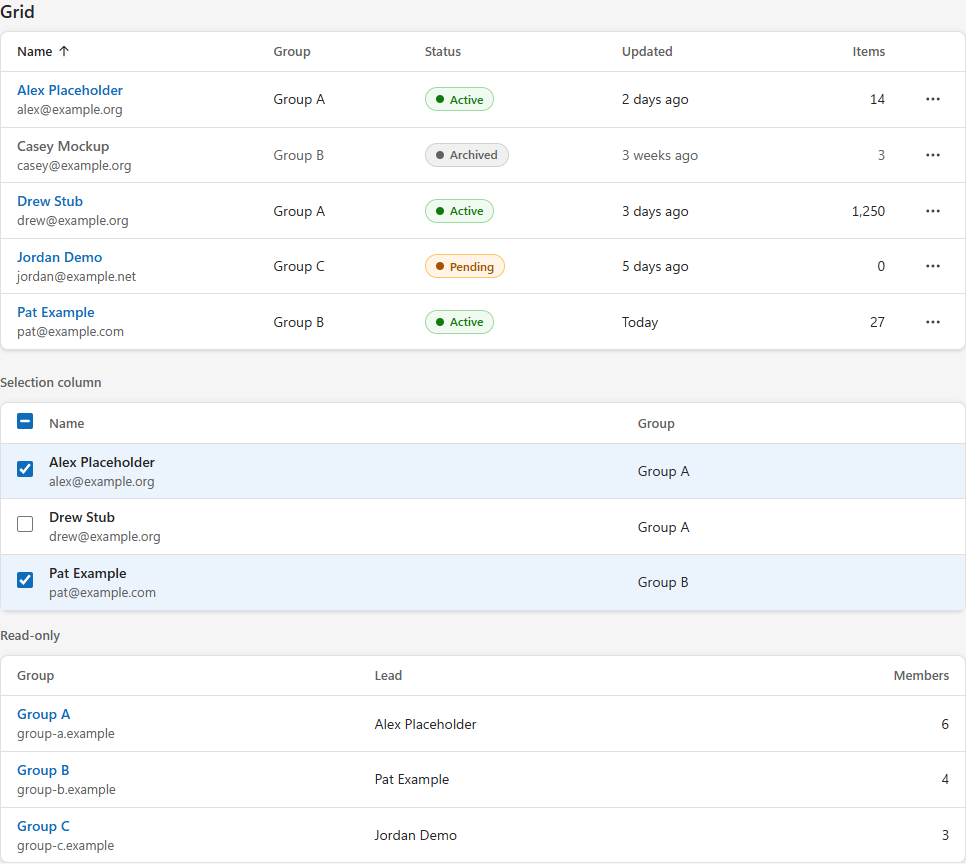 Grid
Name ↑ Group Status Updated Items
Alex Placeholder
alex@example.org
Group A Active 2 days ago 14 ...
Casey Mockup
casey@example.org
Group B Archived 3 weeks ago 3 ...
Drew Stub
drew@example.org
Group A Active 3 days ago 1,250 ...
Jordan Demo
jordan@example.net
Group C Pending 5 days ago 0 ...
Pat Example
pat@example.com
Group B Active Today 27 ...
Selection column
Name Group
Alex Placeholder
alex@example.org
Group A
Drew Stub
drew@example.org
Group A
Pat Example
pat@example.com
Group B
Read-only
Group Lead Members
Group A
group-a.example
Alex Placeholder 6
Group B
group-b.example
Pat Example 4
Group C
group-c.example
Jordan Demo 3